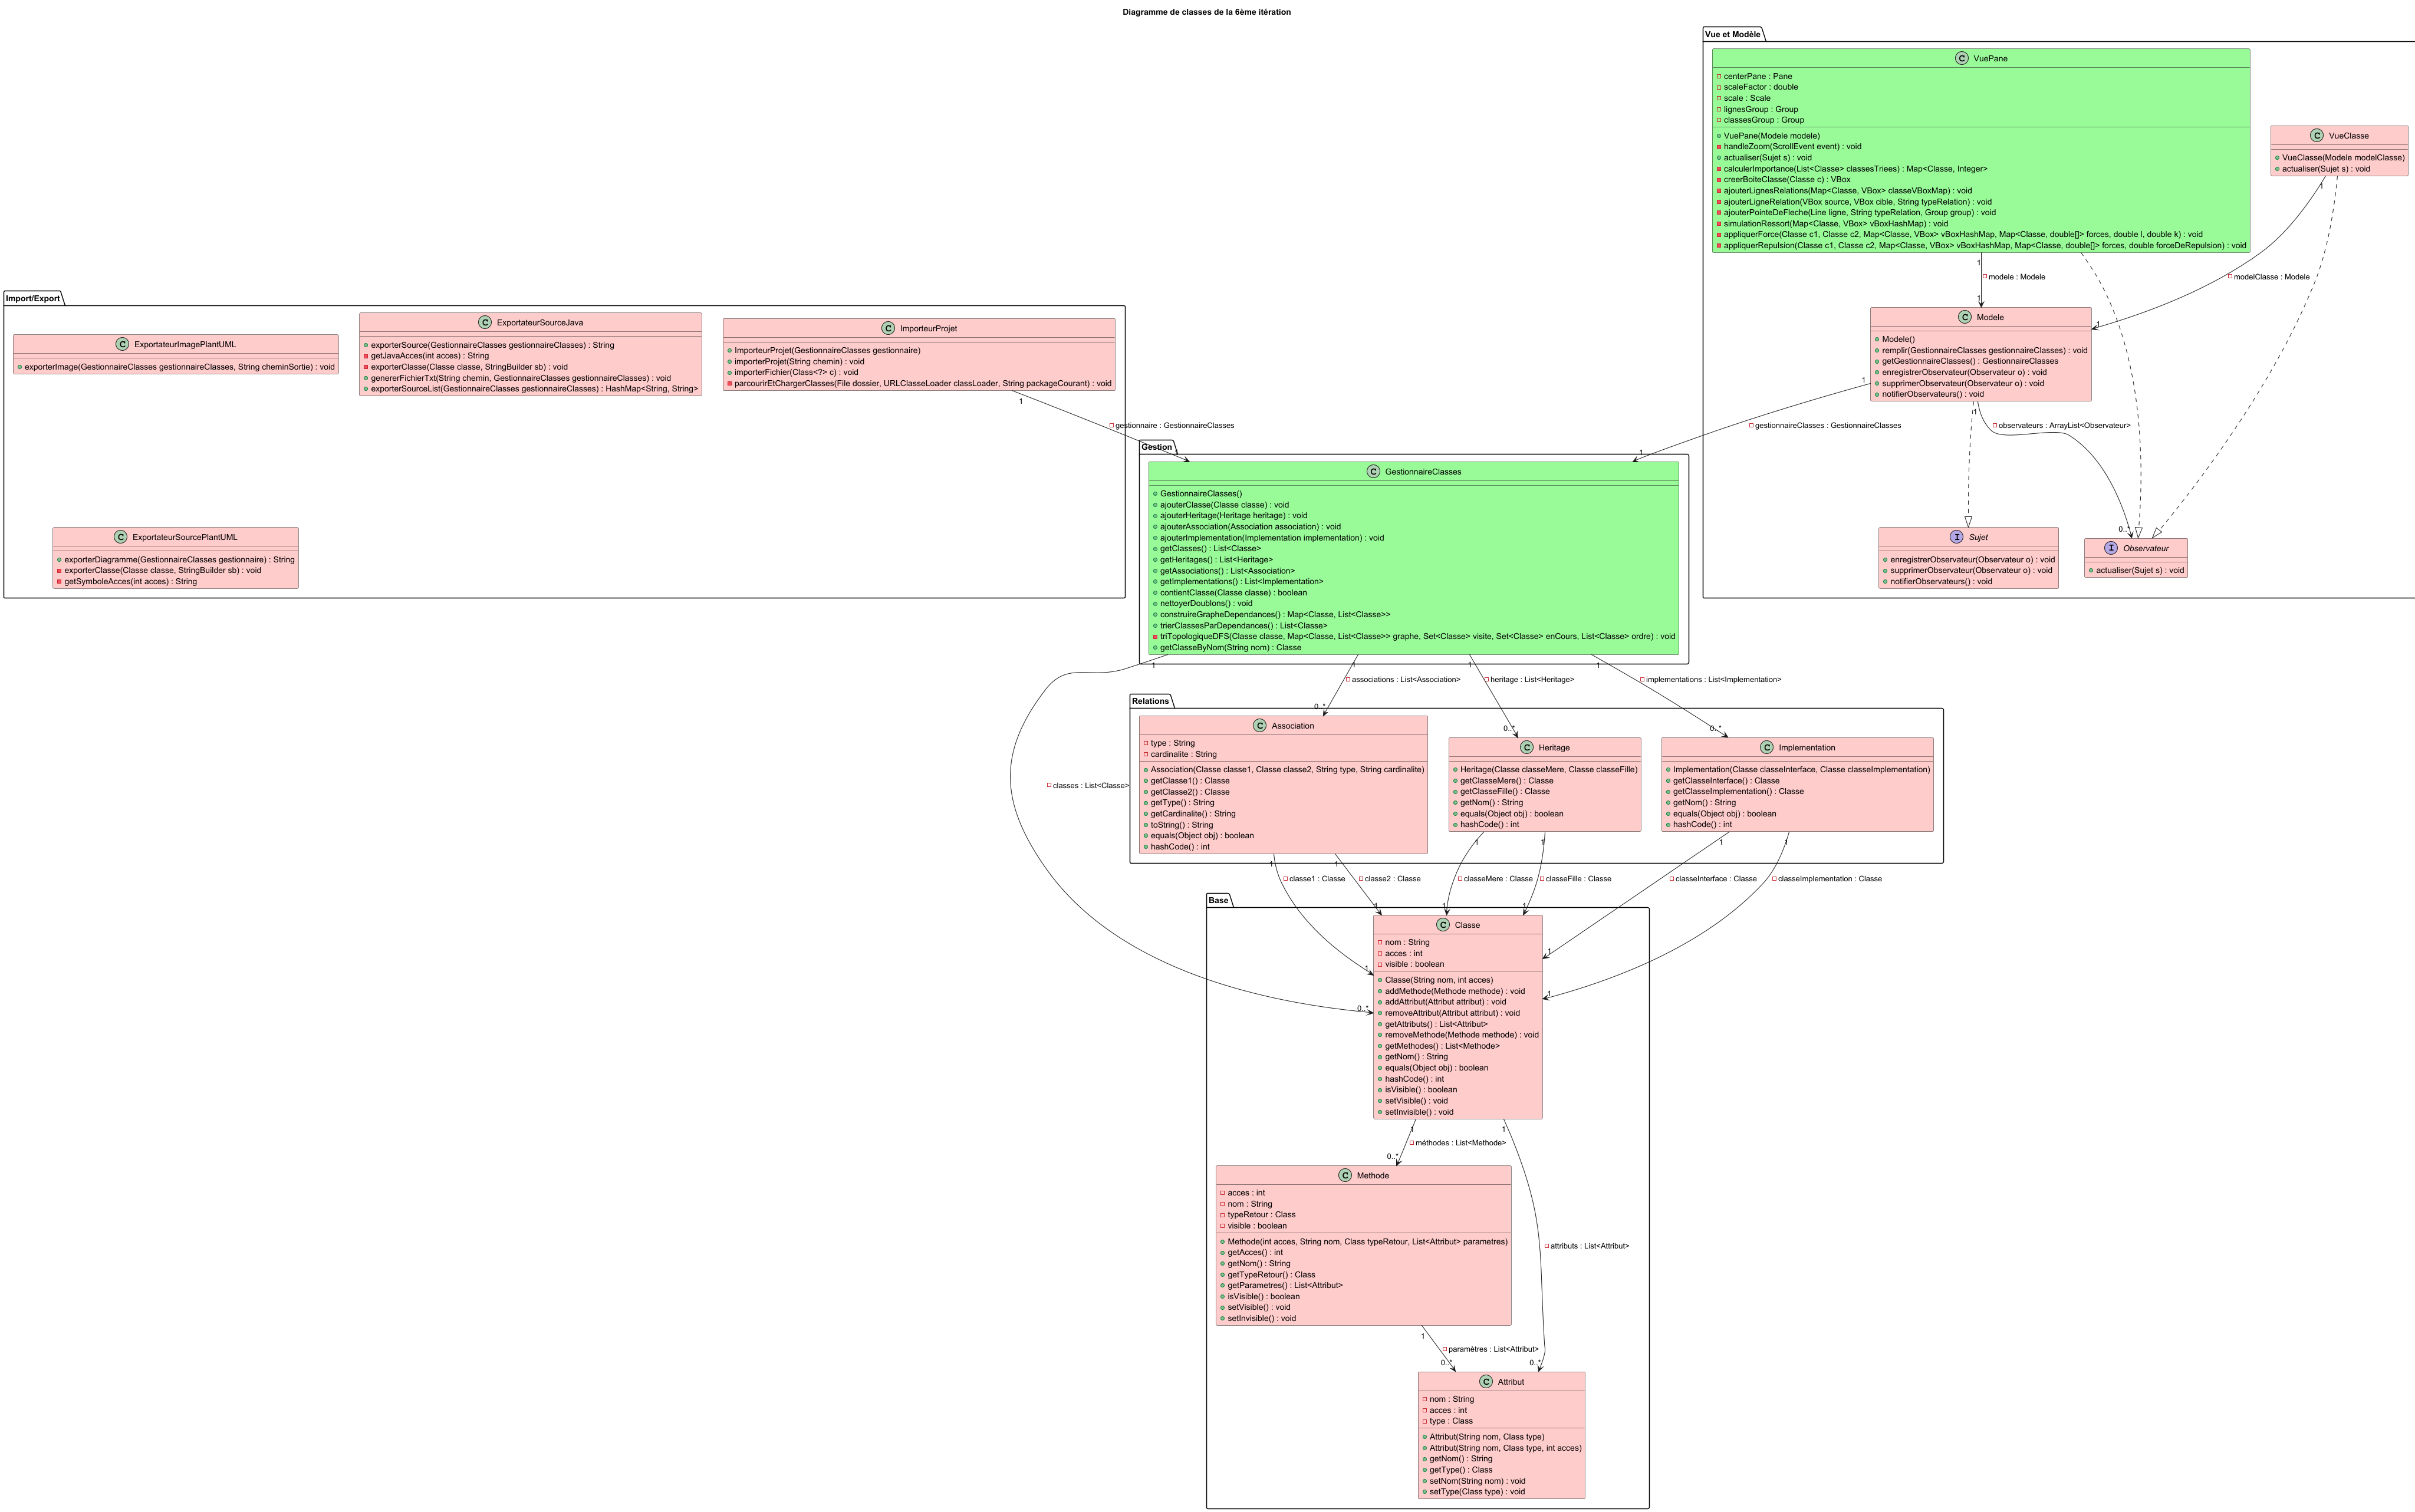 Diagramme de classes de la 6ème itération
Vue et Modèle
VuePane
centerPane : Pane
scaleFactor : double
scale : Scale
lignesGroup : Group
classesGroup : Group
VuePane(Modele modele)
handleZoom(ScrollEvent event) : void
actualiser(Sujet s) : void
calculerImportance(List<Classe> classesTriees) : Map<Classe, Integer>
creerBoiteClasse(Classe c) : VBox
ajouterLignesRelations(Map<Classe, VBox> classeVBoxMap) : void
ajouterLigneRelation(VBox source, VBox cible, String typeRelation) : void
ajouterPointeDeFleche(Line ligne, String typeRelation, Group group) : void
simulationRessort(Map<Classe, VBox> vBoxHashMap) : void
appliquerForce(Classe c1, Classe c2, Map<Classe, VBox> vBoxHashMap, Map<Classe, double[]> forces, double l, double k) : void
appliquerRepulsion(Classe c1, Classe c2, Map<Classe, VBox> vBoxHashMap, Map<Classe, double[]> forces, double forceDeRepulsion) : void
VueClasse
VueClasse(Modele modelClasse)
actualiser(Sujet s) : void
1
1
modele : Modele
modelClasse : Modele
1
1
Modele
Modele()
remplir(GestionnaireClasses gestionnaireClasses) : void
getGestionnaireClasses() : GestionnaireClasses
enregistrerObservateur(Observateur o) : void
supprimerObservateur(Observateur o) : void
notifierObservateurs() : void
1
1
gestionnaireClasses : GestionnaireClasses
observateurs : ArrayList<Observateur>
1
0..*
Sujet
enregistrerObservateur(Observateur o) : void
supprimerObservateur(Observateur o) : void
notifierObservateurs() : void
Observateur
actualiser(Sujet s) : void
Import/Export
ExportateurImagePlantUML
exporterImage(GestionnaireClasses gestionnaireClasses, String cheminSortie) : void
ExportateurSourceJava
exporterSource(GestionnaireClasses gestionnaireClasses) : String
getJavaAcces(int acces) : String
exporterClasse(Classe classe, StringBuilder sb) : void
genererFichierTxt(String chemin, GestionnaireClasses gestionnaireClasses) : void
exporterSourceList(GestionnaireClasses gestionnaireClasses) : HashMap<String, String>
ImporteurProjet
ImporteurProjet(GestionnaireClasses gestionnaire)
importerProjet(String chemin) : void
importerFichier(Class<?> c) : void
parcourirEtChargerClasses(File dossier, URLClasseLoader classLoader, String packageCourant) : void
1
gestionnaire : GestionnaireClasses
1
ExportateurSourcePlantUML
exporterDiagramme(GestionnaireClasses gestionnaire) : String
exporterClasse(Classe classe, StringBuilder sb) : void
getSymboleAcces(int acces) : String
Gestion
GestionnaireClasses
GestionnaireClasses()
ajouterClasse(Classe classe) : void
ajouterHeritage(Heritage heritage) : void
ajouterAssociation(Association association) : void
ajouterImplementation(Implementation implementation) : void
getClasses() : List<Classe>
getHeritages() : List<Heritage>
getAssociations() : List<Association>
getImplementations() : List<Implementation>
contientClasse(Classe classe) : boolean
nettoyerDoublons() : void
construireGrapheDependances() : Map<Classe, List<Classe>>
trierClassesParDependances() : List<Classe>
triTopologiqueDFS(Classe classe, Map<Classe, List<Classe>> graphe, Set<Classe> visite, Set<Classe> enCours, List<Classe> ordre) : void
getClasseByNom(String nom) : Classe
1
1
1
1
associations : List<Association>
heritage : List<Heritage>
implementations : List<Implementation>
0..*
0..*
0..*
classes : List<Classe>
0..*
Relations
Association
type : String
cardinalite : String
Association(Classe classe1, Classe classe2, String type, String cardinalite)
getClasse1() : Classe
getClasse2() : Classe
getType() : String
getCardinalite() : String
toString() : String
equals(Object obj) : boolean
hashCode() : int
Heritage
Heritage(Classe classeMere, Classe classeFille)
getClasseMere() : Classe
getClasseFille() : Classe
getNom() : String
equals(Object obj) : boolean
hashCode() : int
Implementation
Implementation(Classe classeInterface, Classe classeImplementation)
getClasseInterface() : Classe
getClasseImplementation() : Classe
getNom() : String
equals(Object obj) : boolean
hashCode() : int
1
1
1
1
1
1
classe1 : Classe
classe2 : Classe
classeMere : Classe
classeFille : Classe
classeInterface : Classe
classeImplementation : Classe
1
1
1
1
1
1
Base
Classe
nom : String
acces : int
visible : boolean
Classe(String nom, int acces)
addMethode(Methode methode) : void
addAttribut(Attribut attribut) : void
removeAttribut(Attribut attribut) : void
getAttributs() : List<Attribut>
removeMethode(Methode methode) : void
getMethodes() : List<Methode>
getNom() : String
equals(Object obj) : boolean
hashCode() : int
isVisible() : boolean
setVisible() : void
setInvisible() : void
1
1
méthodes : List<Methode>
0..*
attributs : List<Attribut>
Methode
acces : int
nom : String
typeRetour : Class
visible : boolean
Methode(int acces, String nom, Class typeRetour, List<Attribut> parametres)
getAcces() : int
getNom() : String
getTypeRetour() : Class
getParametres() : List<Attribut>
isVisible() : boolean
setVisible() : void
setInvisible() : void
1
paramètres : List<Attribut>
0..*
0..*
Attribut
nom : String
acces : int
type : Class
Attribut(String nom, Class type)
Attribut(String nom, Class type, int acces)
getNom() : String
getType() : Class
setNom(String nom) : void
setType(Class type) : void